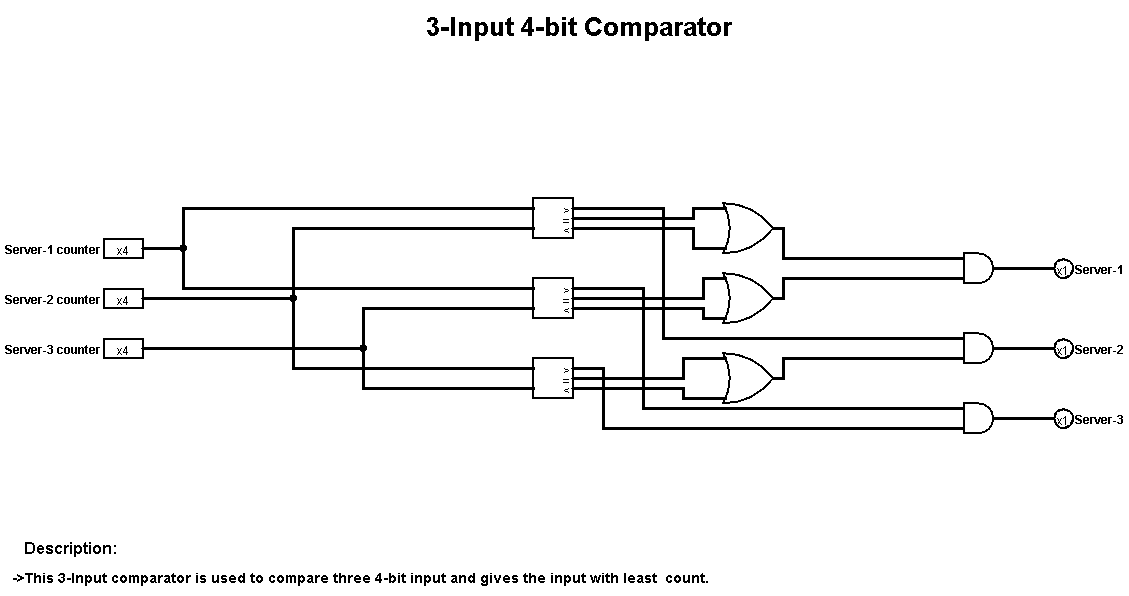 3-Input 4-bit Comparator
>
=
<
Server-1 counter x4
>
=
<
x1 Server-1
Server-2 counter x4
Server-3 counter x4
x1 Server-2
>
=
<
x1 Server-3
Description:
->This 3-Input comparator is used to compare three 4-bit input and gives the input with least  count.